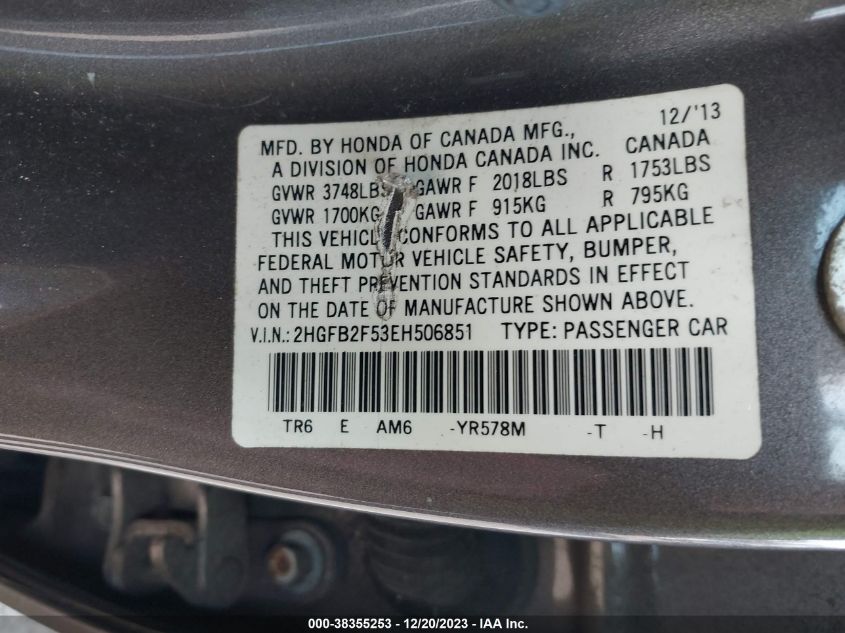 12/'13
MFD. BY HONDA OF CANADA MFG.,
A DIVISION OF HONDA CANADA INC. CANADA
GVWR 3748LBS GAWR F 2018LBS R 1753LBS
GVWR 1700KG GAWR F 915KG R 795KG
THIS VEHICLE CONFORMS TO ALL APPLICABLE
FEDERAL MOTOR VEHICLE SAFETY, BUMPER,
AND THEFT PREVENTION STANDARDS IN EFFECT
ON THE DATE OF MANUFACTURE SHOWN ABOVE.
V.I.N.: 2HGFB2F53EH506851 TYPE: PASSENGER CAR
TR6 E AM6 -YR578M -T -H
000-38355253 - 12/20/2023 - IAA Inc.